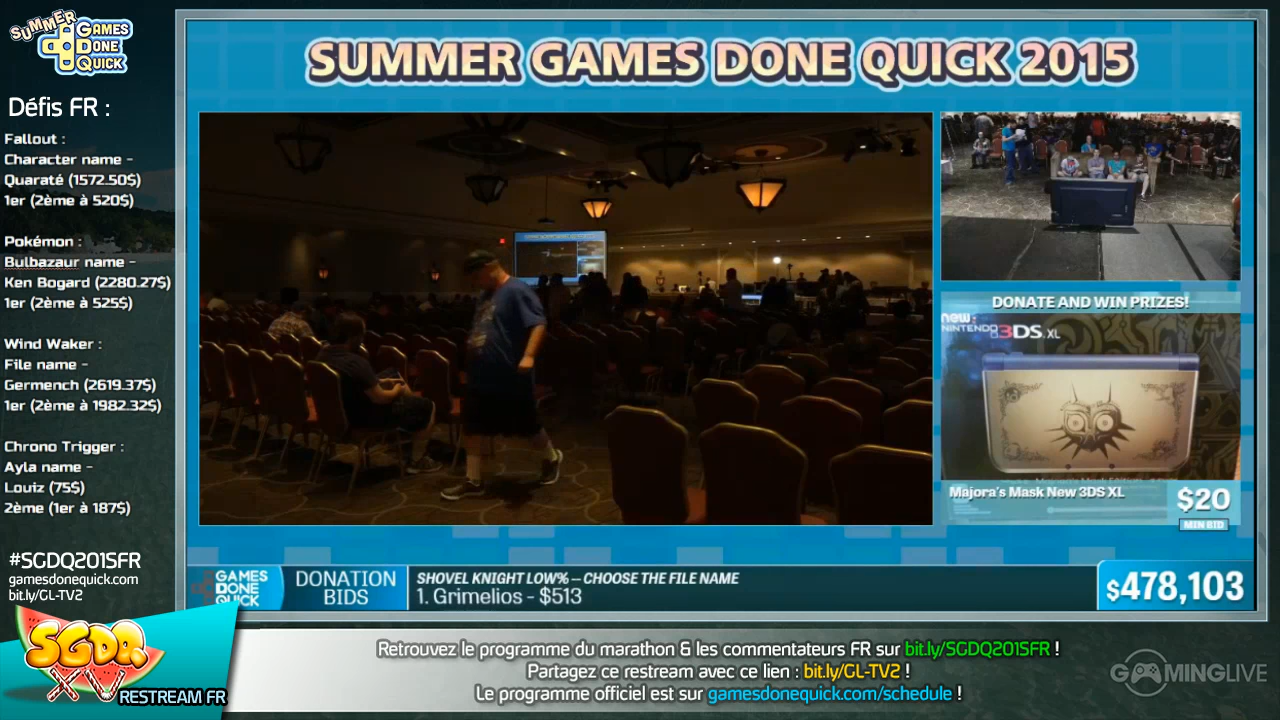 SUMMER
GAMES
DONE
QUICK
Défis FR :
Fallout :
Character name -
Quaraté (1572.50$)
1er (2ème à 520$)
Pokémon :
Bulbazaur name -
Ken Bogard (2280.27$)
1er (2ème à 525$)
Wind Waker :
File name -
Germench (2619.37$)
1er (2ème à 1982.32$)
Chrono Trigger :
Ayla name -
Louiz (75$)
2ème (1er à 187$)
#SGDQ2015FR
gamesdonequick.com
bit.ly/GL-TV2
SGDQ
RESTREAM FR
SUMMER GAMES DONE QUICK 2015
DONATE AND WIN PRIZES!
new
NINTENDO 3DS XL
Majora's Mask New 3DS XL
$20
MIN BID
GAMES
DONE
QUICK
DONATION
BIDS
SHOVEL KNIGHT LOW% -- CHOOSE THE FILE NAME
1. Grimelios - $513
$478,103
Retrouvez le programme du marathon & les commentateurs FR sur bit.ly/SGDQ2015FR !
Partagez ce restream avec ce lien : bit.ly/GL-TV2 !
Le programme officiel est sur gamesdonequick.com/schedule !
GAMINGLIVE